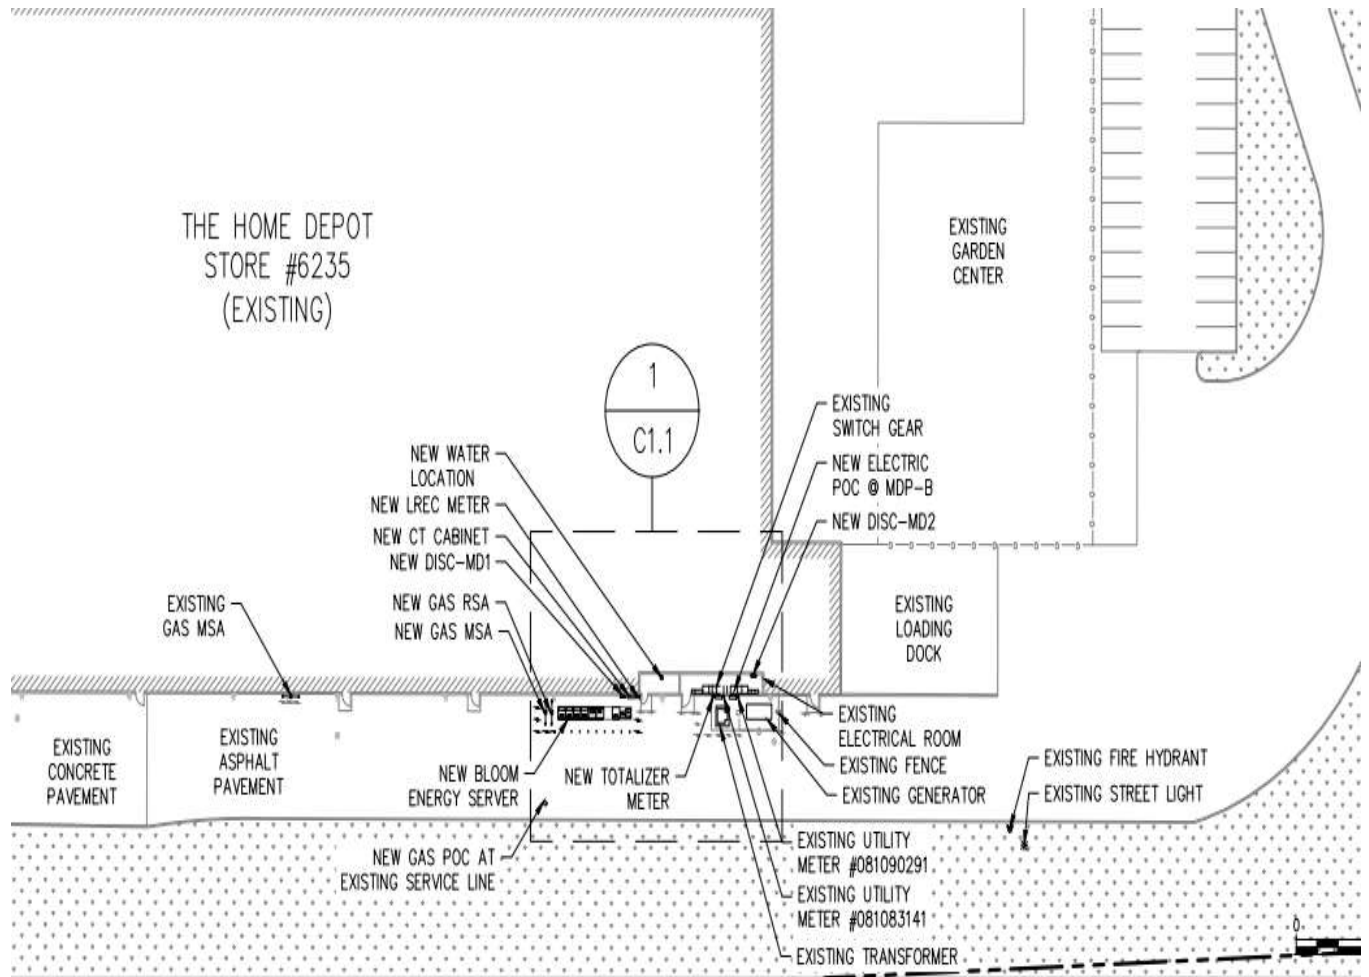 THE HOME DEPOT
STORE #6235
(EXISTING)
EXISTING
GARDEN
CENTER
1
C1.1
EXISTING
SWITCH GEAR
NEW ELECTRIC
POC @ MDP-B
NEW DISC-MD2
NEW WATER
LOCATION
NEW LREC METER
NEW CT CABINET
NEW DISC-MD1
NEW GAS RSA
NEW GAS MSA
EXISTING
GAS MSA
EXISTING
LOADING
DOCK
EXISTING
CONCRETE
PAVEMENT
EXISTING
ASPHALT
PAVEMENT
NEW BLOOM
ENERGY SERVER
NEW TOTALIZER
METER
EXISTING
ELECTRICAL ROOM
EXISTING FENCE
EXISTING GENERATOR
EXISTING FIRE HYDRANT
EXISTING STREET LIGHT
NEW GAS POC AT
EXISTING SERVICE LINE
EXISTING UTILITY
METER #081090291
EXISTING UTILITY
METER #081083141
EXISTING TRANSFORMER
0